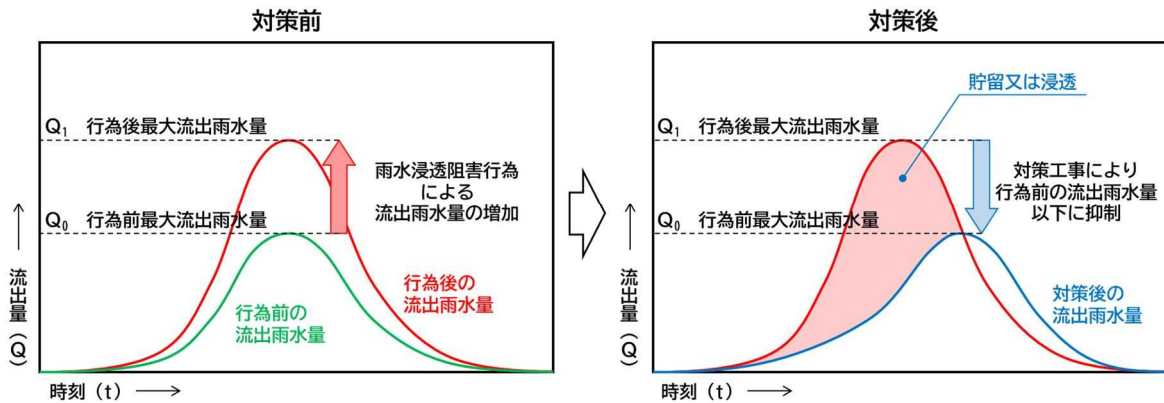 対策前
Q₁ 行為後最大流出雨水量
雨水浸透阻害行為
による
流出雨水量の増加
Q₀ 行為前最大流出雨水量
行為後の
流出雨水量
行為前の
流出雨水量
流出量(Q)
時刻(t)
対策後
貯留又は浸透
Q₁ 行為後最大流出雨水量
対策工事により
行為前の流出雨水量
以下に抑制
Q₀ 行為前最大流出雨水量
対策後の
流出雨水量
流出量(Q)
時刻(t)